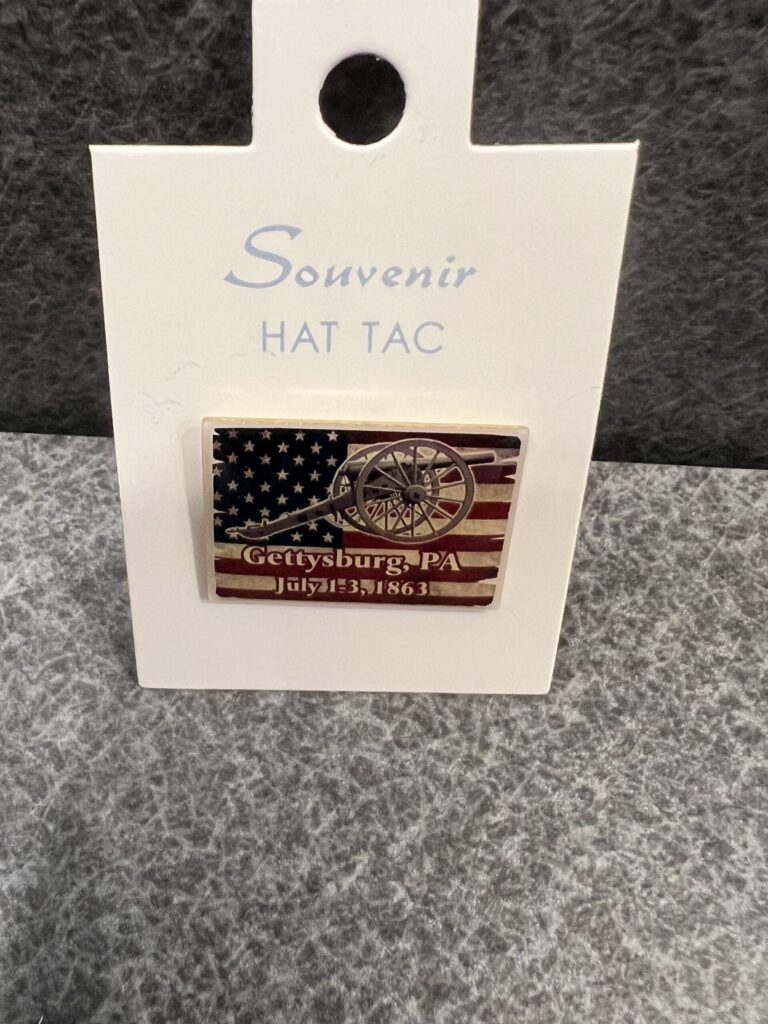 Souvenir
HAT TAC
Gettysburg, PA
July 1-3, 1863